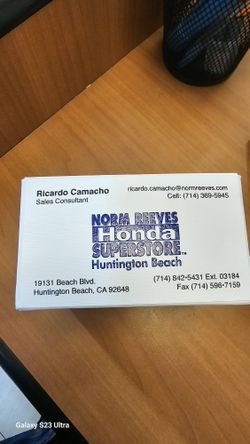 Ricardo Camacho
Sales Consultant
ricardo.camacho@normreeves.com
Cell: (714) 369-5945
NORM REEVES
Honda
SUPERSTORE™
Huntington Beach
19131 Beach Blvd.
Huntington Beach, CA 92648
(714) 842-5431 Ext. 03184
Fax (714) 596-7159
Galaxy S23 Ultra